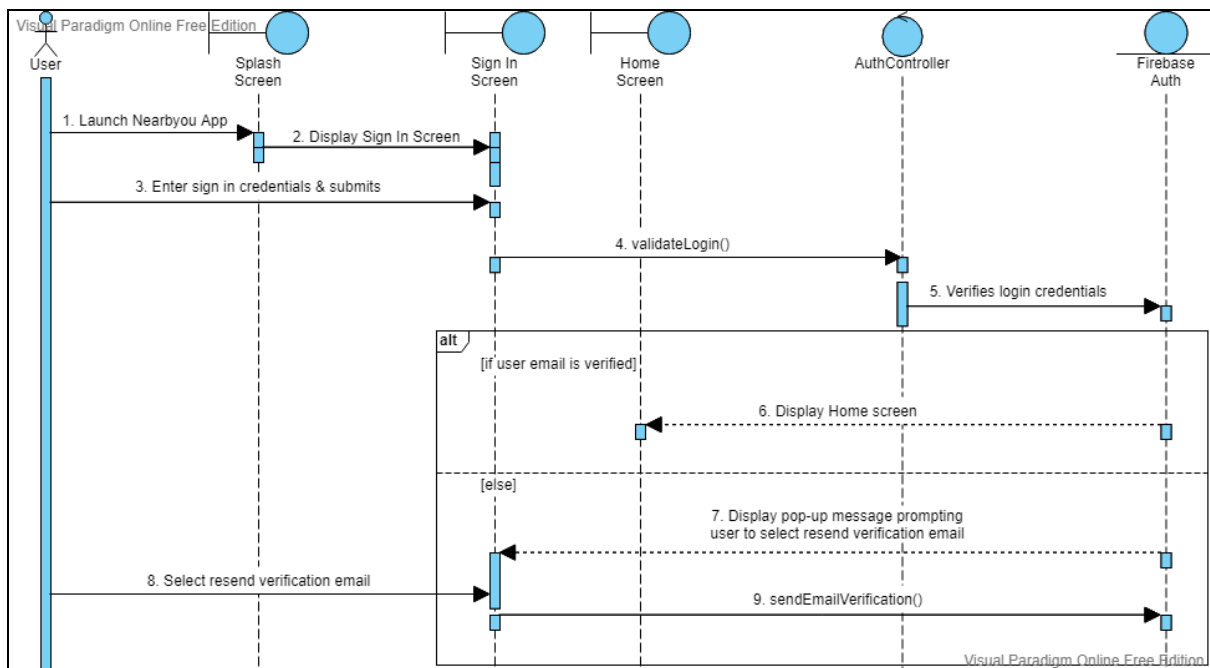 Visual Paradigm Online Free Edition
User
Splash
Screen
Sign In
Screen
Home
Screen
AuthController
Firebase
Auth
1. Launch Nearbyou App
2. Display Sign In Screen
3. Enter sign in credentials & submits
4. validateLogin()
5. Verifies login credentials
alt
[if user email is verified]
6. Display Home screen
[else]
7. Display pop-up message prompting
user to select resend verification email
8. Select resend verification email
9. sendEmailVerification()
Visual Paradigm Online Free Edition